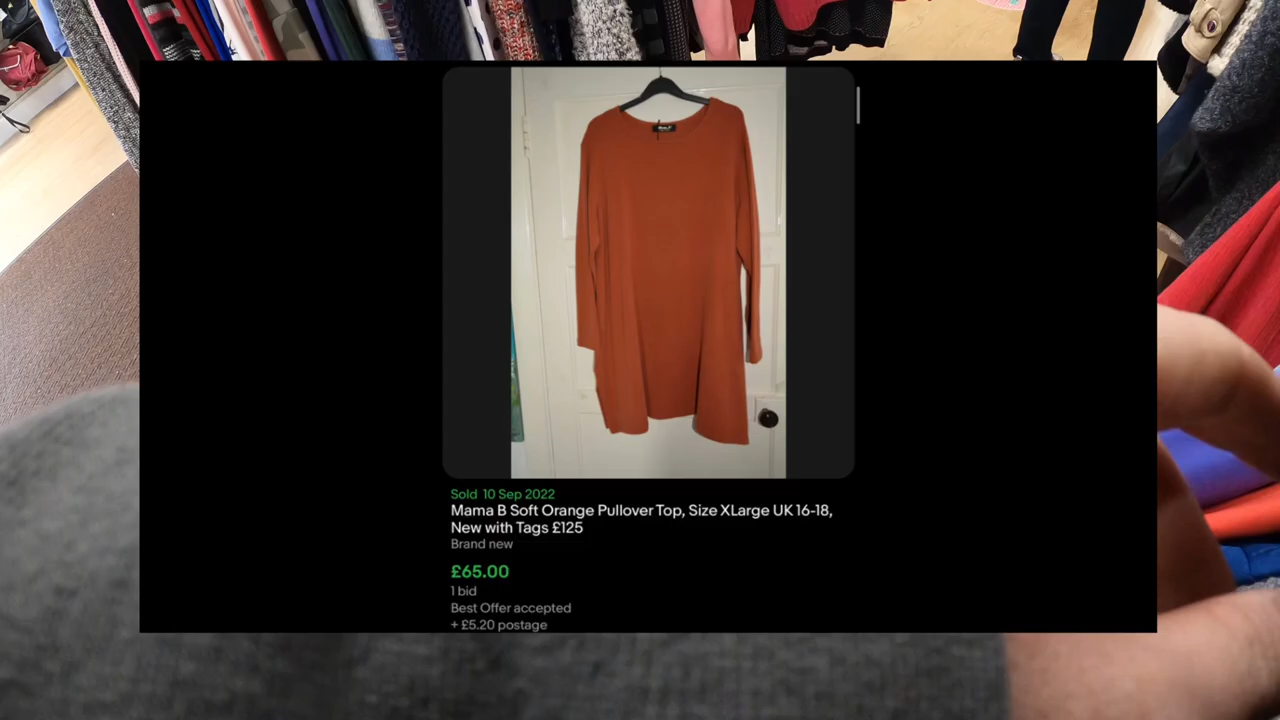 Sold 10 Sep 2022
Mama B Soft Orange Pullover Top, Size XLarge UK 16-18,
New with Tags £125
Brand new
£65.00
1 bid
Best Offer accepted
+ £5.20 postage